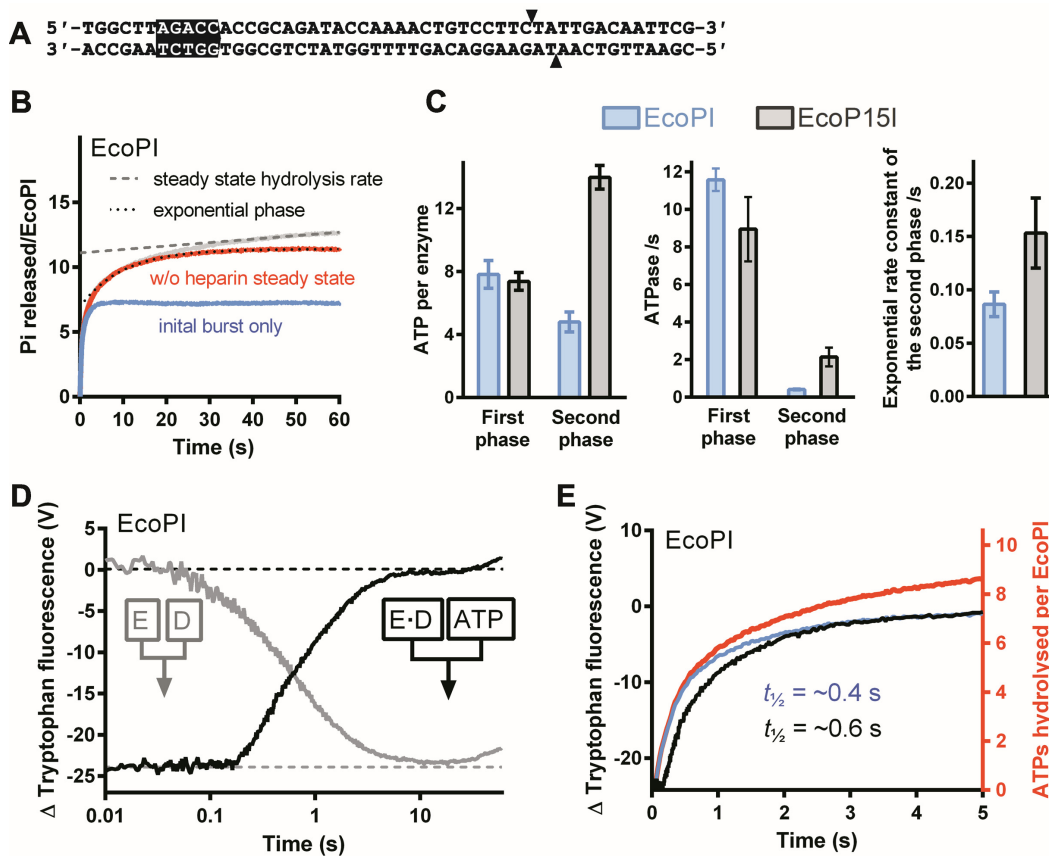 A
5′-TGGCTTAGACCACCGCAGATACCAAAACTGTCCTTCTATTGACAATTCG-3′
3′-ACCGAATCTGGTGGCGTCTATGGTTTTGACAGGAAGATAACTGTTAAGC-5′
B
EcoPI
steady state hydrolysis rate
exponential phase
w/o heparin steady state
inital burst only
Pi released/EcoPI
15
10
5
0
0 10 20 30 40 50 60
Time (s)
C
EcoPI
EcoP15I
ATP per enzyme
12
8
4
0
First phase
Second phase
ATPase /s
12
10
8
6
4
2
0
First phase
Second phase
Exponential rate constant of
the second phase /s
0.20
0.15
0.10
0.05
0.00
D
EcoPI
Δ Tryptophan fluorescence (V)
5
0
-5
-10
-15
-20
-25
E D
E·D ATP
0.01 0.1 1 10
Time (s)
E
EcoPI
Δ Tryptophan fluorescence (V)
10
0
-10
-20
t½ = ~0.4 s
t½ = ~0.6 s
0 1 2 3 4 5
Time (s)
10
8
6
4
2
0
ATPs hydrolysed per EcoPI